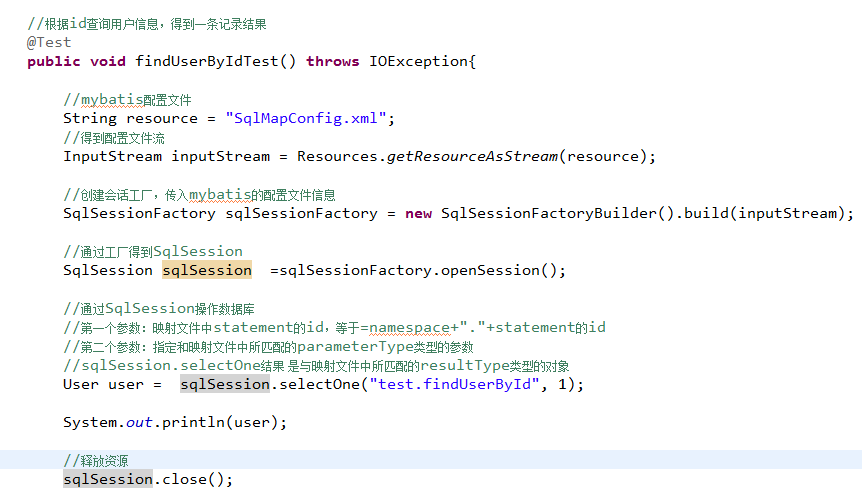 //根据id查询用户信息，得到一条记录结果
@Test
public void findUserByIdTest() throws IOException{
//mybatis配置文件
String resource = "SqlMapConfig.xml";
//得到配置文件流
InputStream inputStream = Resources.getResourceAsStream(resource);
//创建会话工厂，传入mybatis的配置文件信息
SqlSessionFactory sqlSessionFactory = new SqlSessionFactoryBuilder().build(inputStream);
//通过工厂得到SqlSession
SqlSession sqlSession  =sqlSessionFactory.openSession();
//通过SqlSession操作数据库
//第一个参数：映射文件中statement的id，等于=namespace+"."+statement的id
//第二个参数：指定和映射文件中所匹配的parameterType类型的参数
//sqlSession.selectOne结果 是与映射文件中所匹配的resultType类型的对象
User user =  sqlSession.selectOne("test.findUserById", 1);
System.out.println(user);
//释放资源
sqlSession.close();